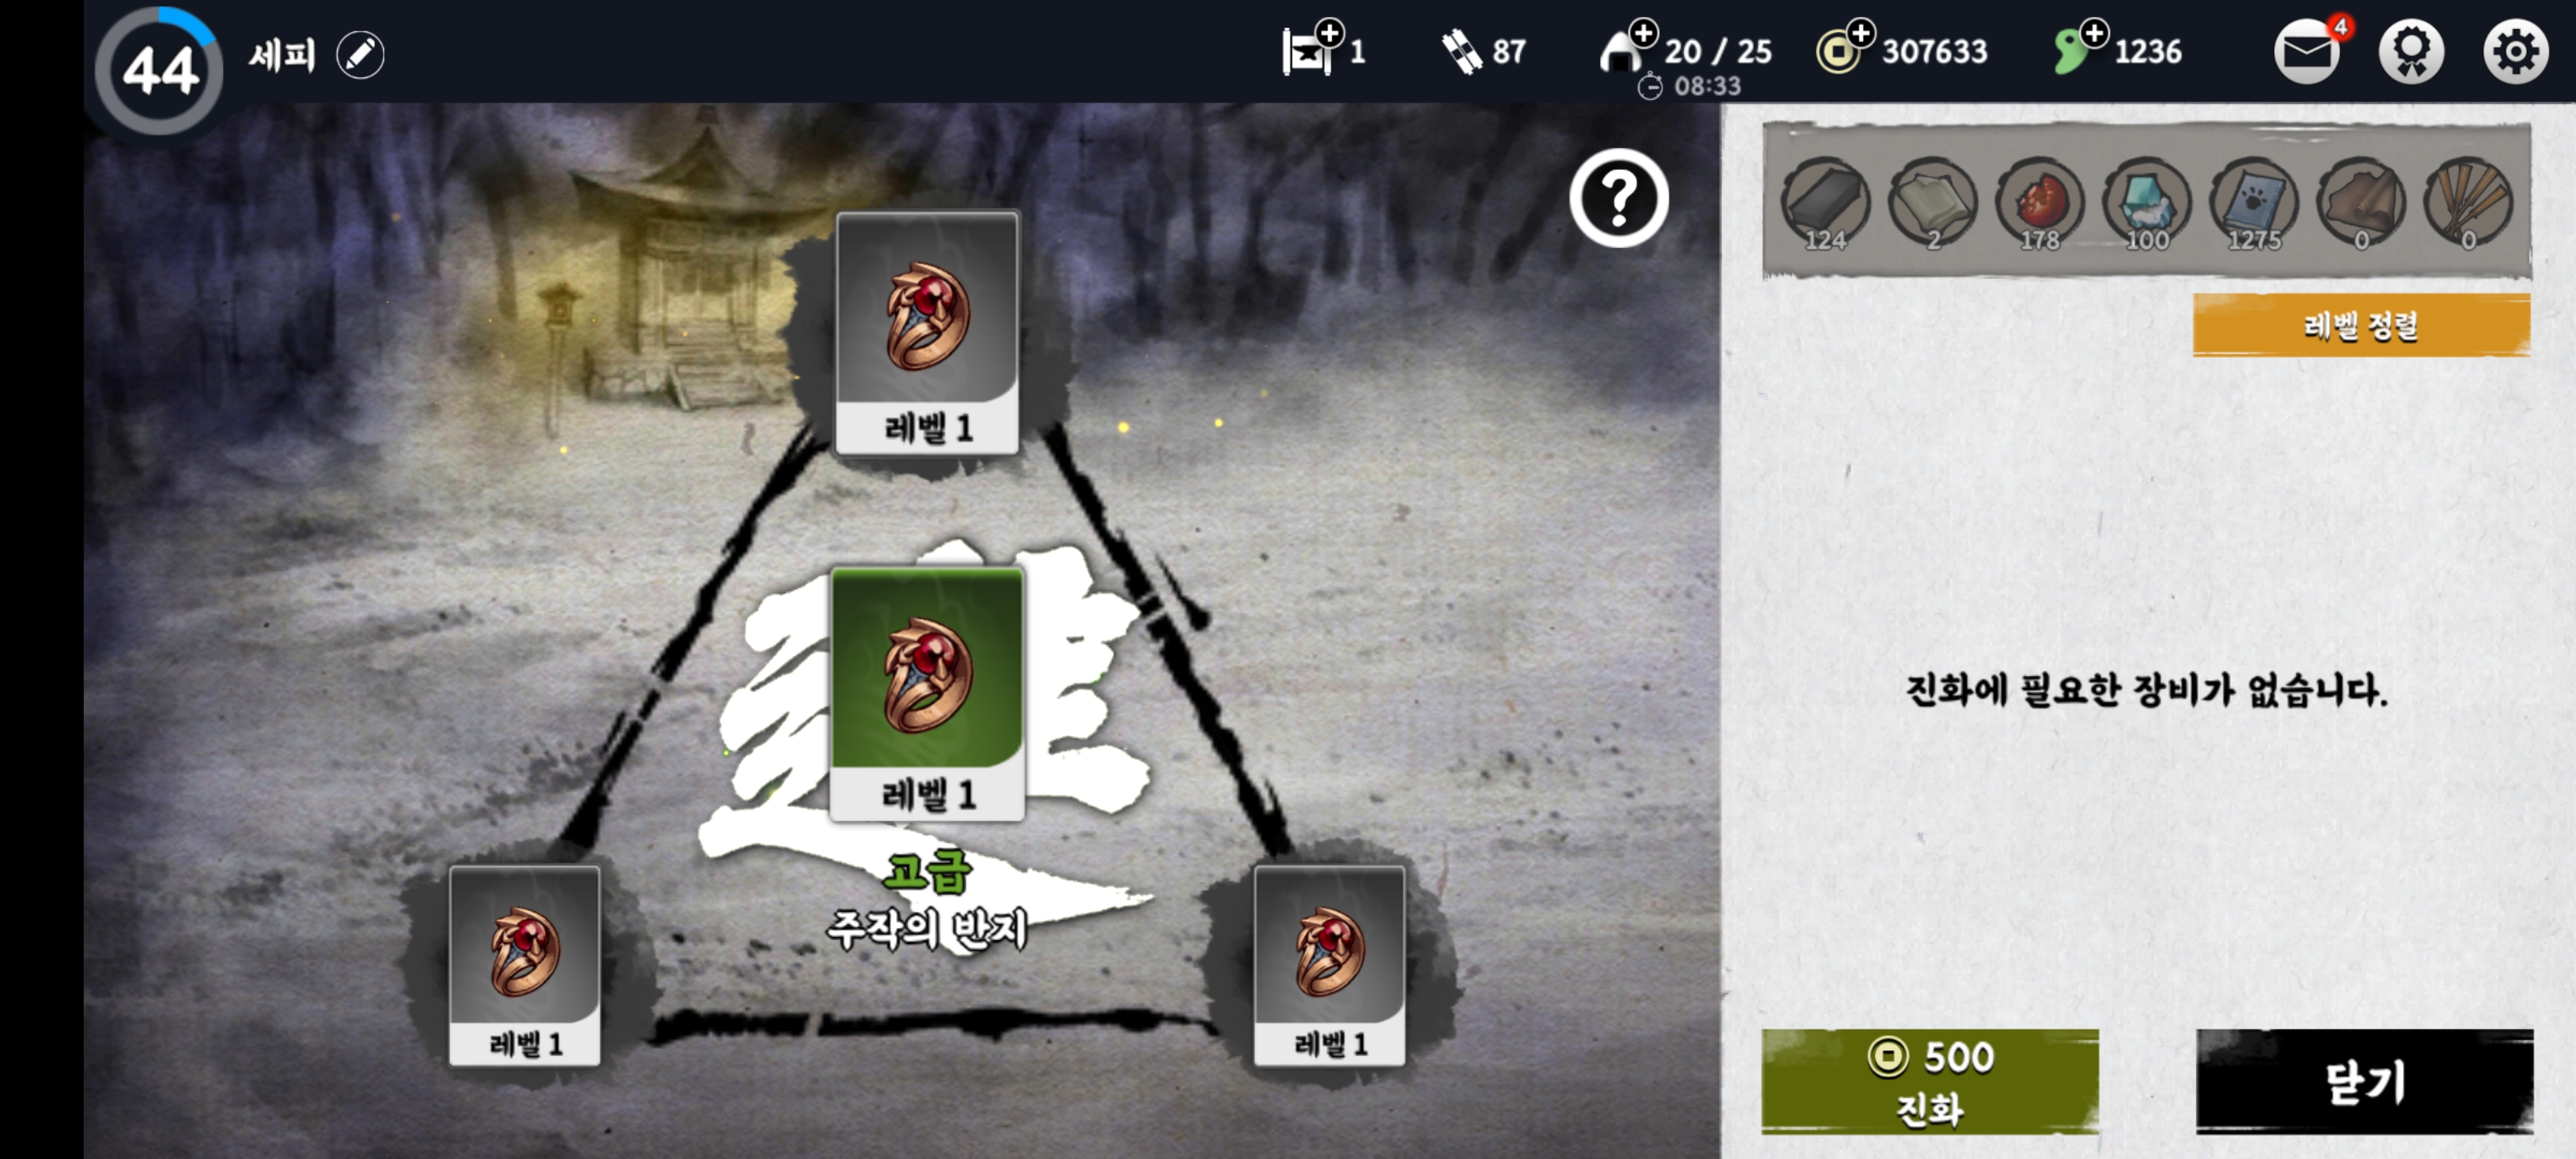 44 세피 1 87 20 / 25 307633 1236 4
08:33
?
124 2 178 100 1275 0 0
레벨 정렬
레벨 1
진화에 필요한 장비가 없습니다.
레벨 1
고급
주작의 반지
레벨 1
레벨 1
500
진화
닫기